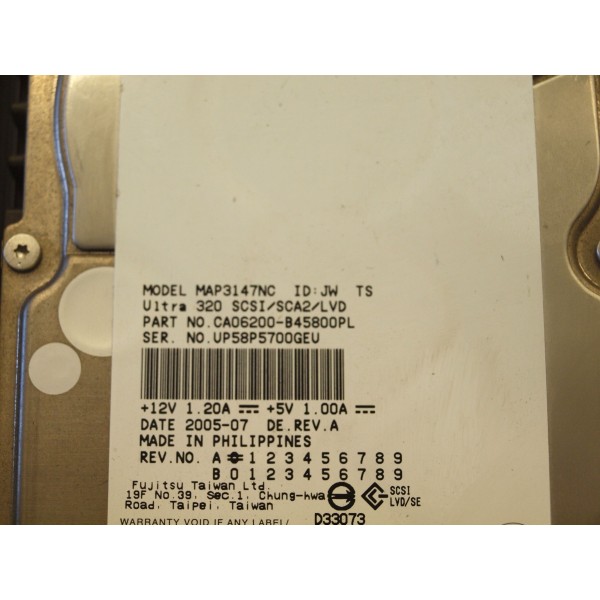 MODEL MAP3147NC ID:JW TS
Ultra 320 SCSI/SCA2/LVD
PART NO.CA06200-B45800PL
SER. NO.UP58P5700GEU
+12V 1.20A ⎓ +5V 1.00A ⎓
DATE 2005-07 DE.REV.A
MADE IN PHILIPPINES
REV.NO. A 0 1 2 3 4 5 6 7 8 9
B 0 1 2 3 4 5 6 7 8 9
Fujitsu Taiwan Ltd.
19F No.39, Sec.1, Chung-hwa
Road, Taipei, Taiwan
SCSI
LVD/SE
WARRANTY VOID IF ANY LABEL/
D33073